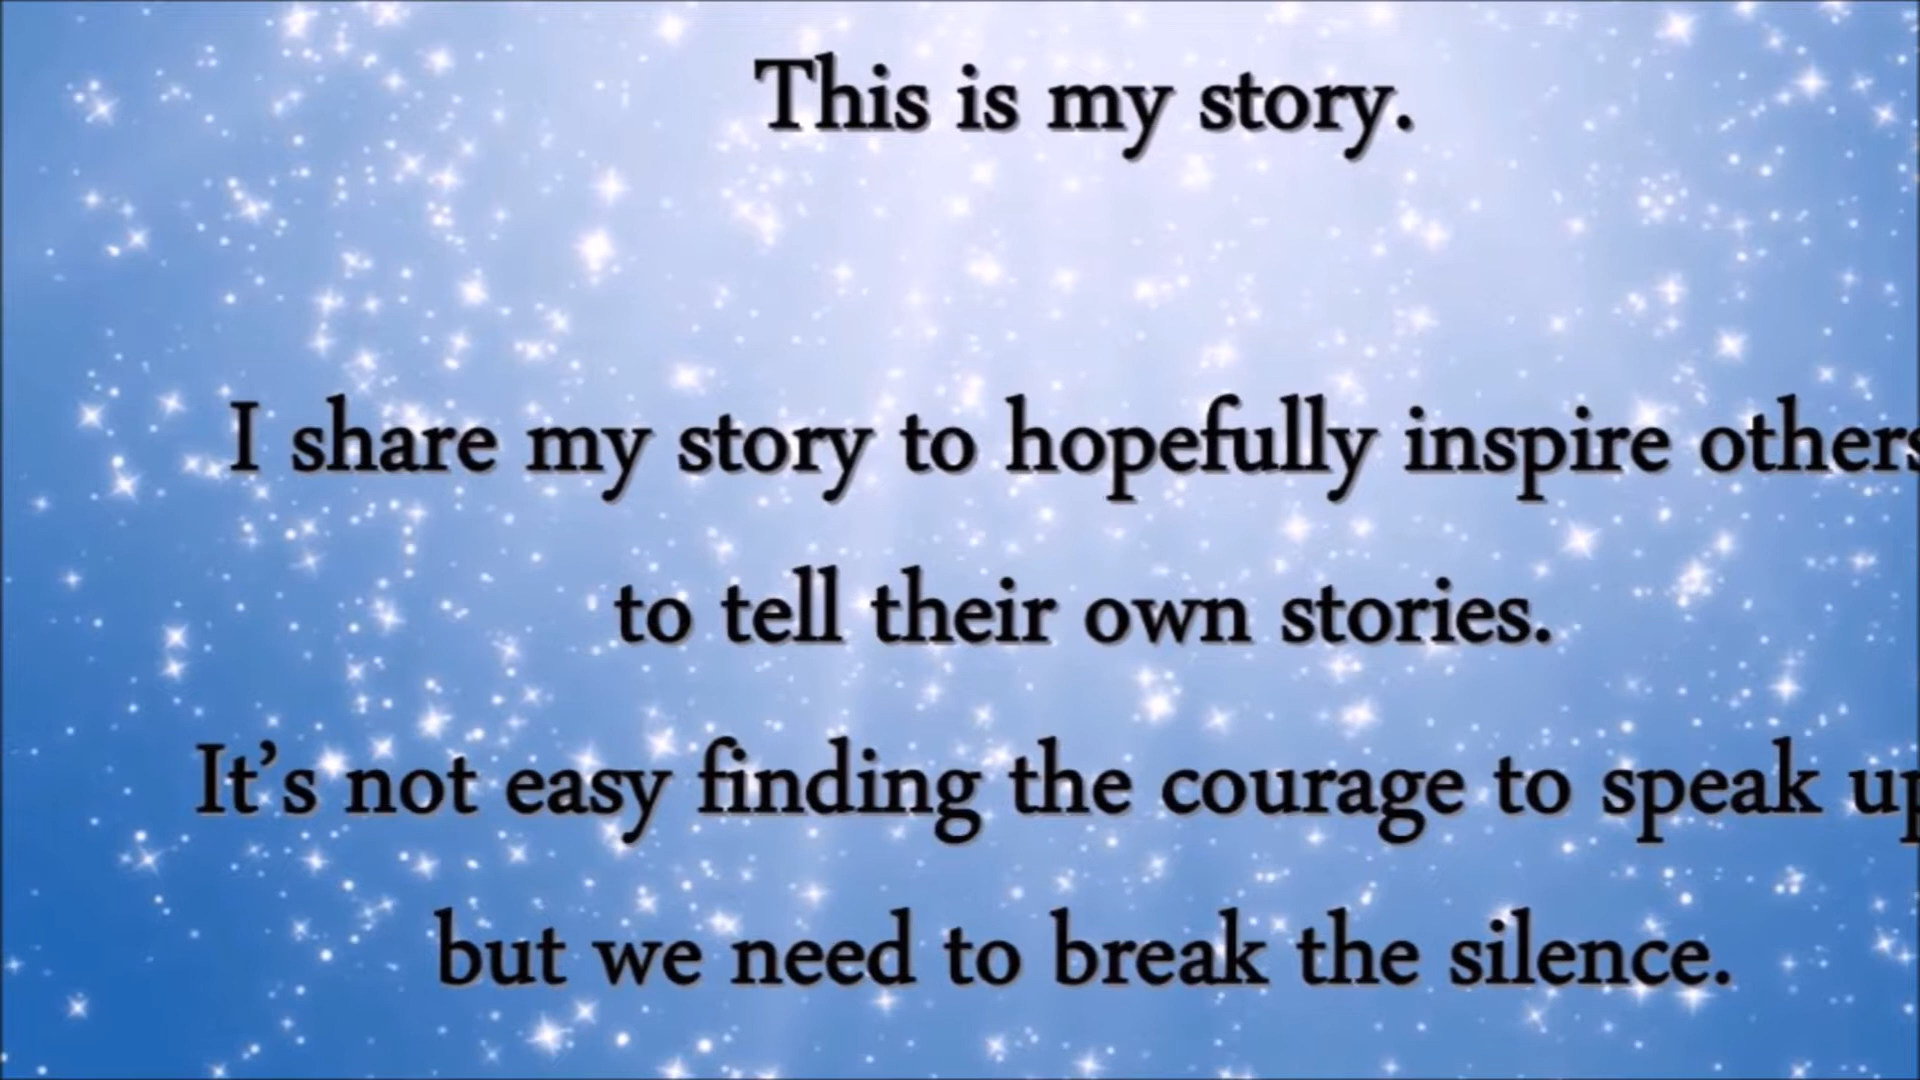 This is my story.
I share my story to hopefully inspire others
to tell their own stories.
It’s not easy finding the courage to speak up
but we need to break the silence.